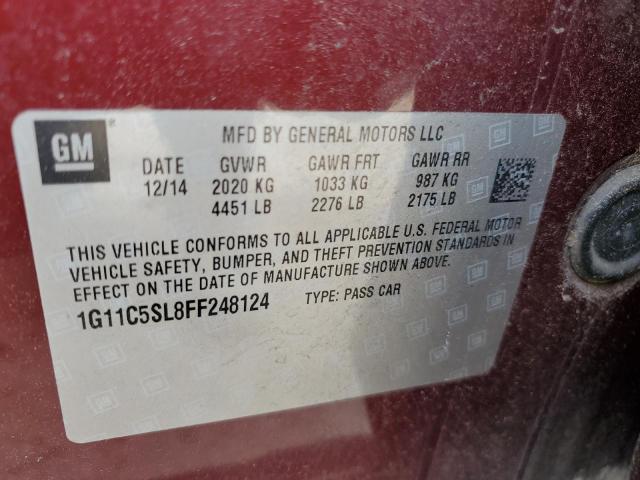 GM
MFD BY GENERAL MOTORS LLC
DATE GVWR GAWR FRT GAWR RR
12/14 2020 KG 1033 KG 987 KG
4451 LB 2276 LB 2175 LB
THIS VEHICLE CONFORMS TO ALL APPLICABLE U.S. FEDERAL MOTOR
VEHICLE SAFETY, BUMPER, AND THEFT PREVENTION STANDARDS IN
EFFECT ON THE DATE OF MANUFACTURE SHOWN ABOVE.
1G11C5SL8FF248124 TYPE: PASS CAR